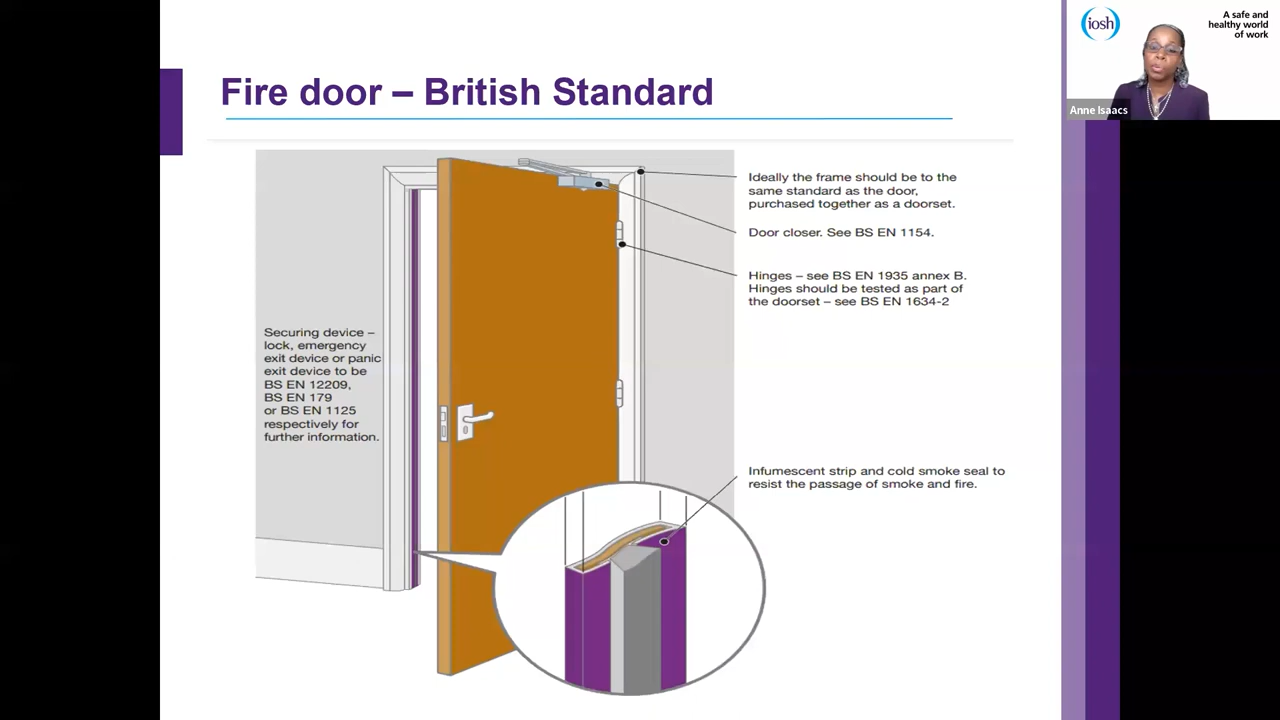 iosh
A safe and
healthy world
of work
Anne Isaacs
Fire door – British Standard
Ideally the frame should be to the
same standard as the door,
purchased together as a doorset.
Door closer. See BS EN 1154.
Hinges – see BS EN 1935 annex B.
Hinges should be tested as part of
the doorset – see BS EN 1634-2
Securing device –
lock, emergency
exit device or panic
exit device to be
BS EN 12209,
BS EN 179
or BS EN 1125
respectively for
further information.
Infumescent strip and cold smoke seal to
resist the passage of smoke and fire.